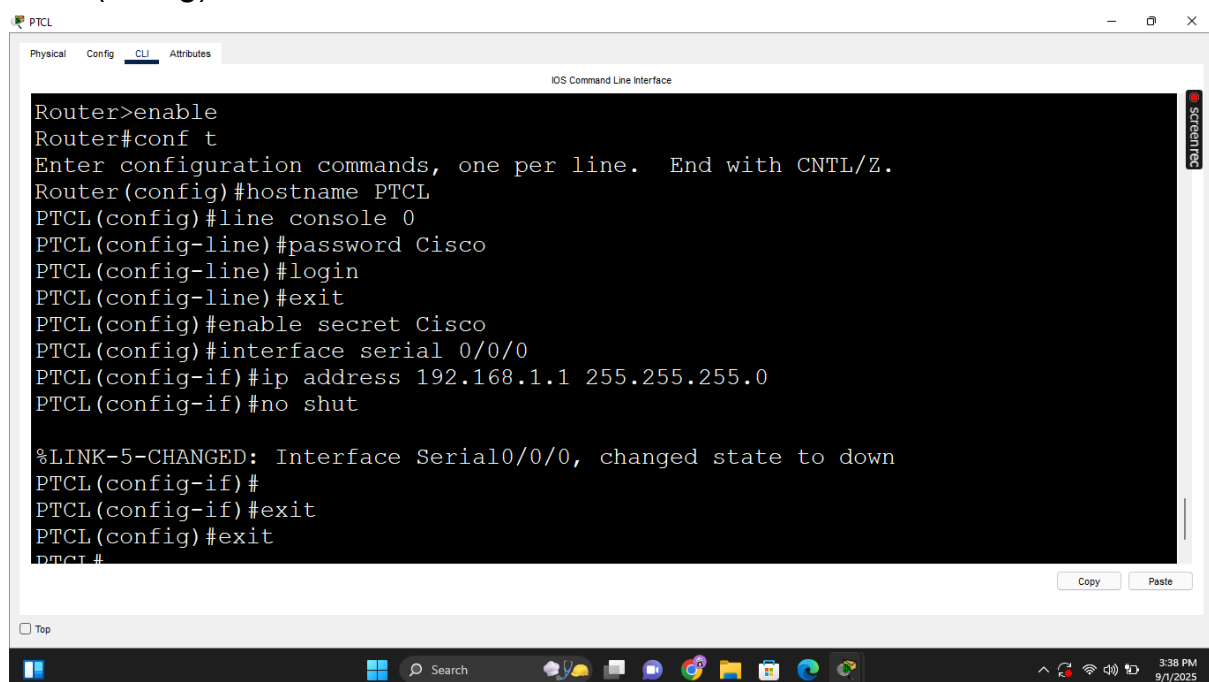 PTCL
Physical Config CLI Attributes
IOS Command Line Interface
Router>enable
Router#conf t
Enter configuration commands, one per line.  End with CNTL/Z.
Router(config)#hostname PTCL
PTCL(config)#line console 0
PTCL(config-line)#password Cisco
PTCL(config-line)#login
PTCL(config-line)#exit
PTCL(config)#enable secret Cisco
PTCL(config)#interface serial 0/0/0
PTCL(config-if)#ip address 192.168.1.1 255.255.255.0
PTCL(config-if)#no shut
%LINK-5-CHANGED: Interface Serial0/0/0, changed state to down
PTCL(config-if)#
PTCL(config-if)#exit
PTCL(config)#exit
PTCL#
screenrec
Copy Paste
Top
Search
3:38 PM
9/1/2025